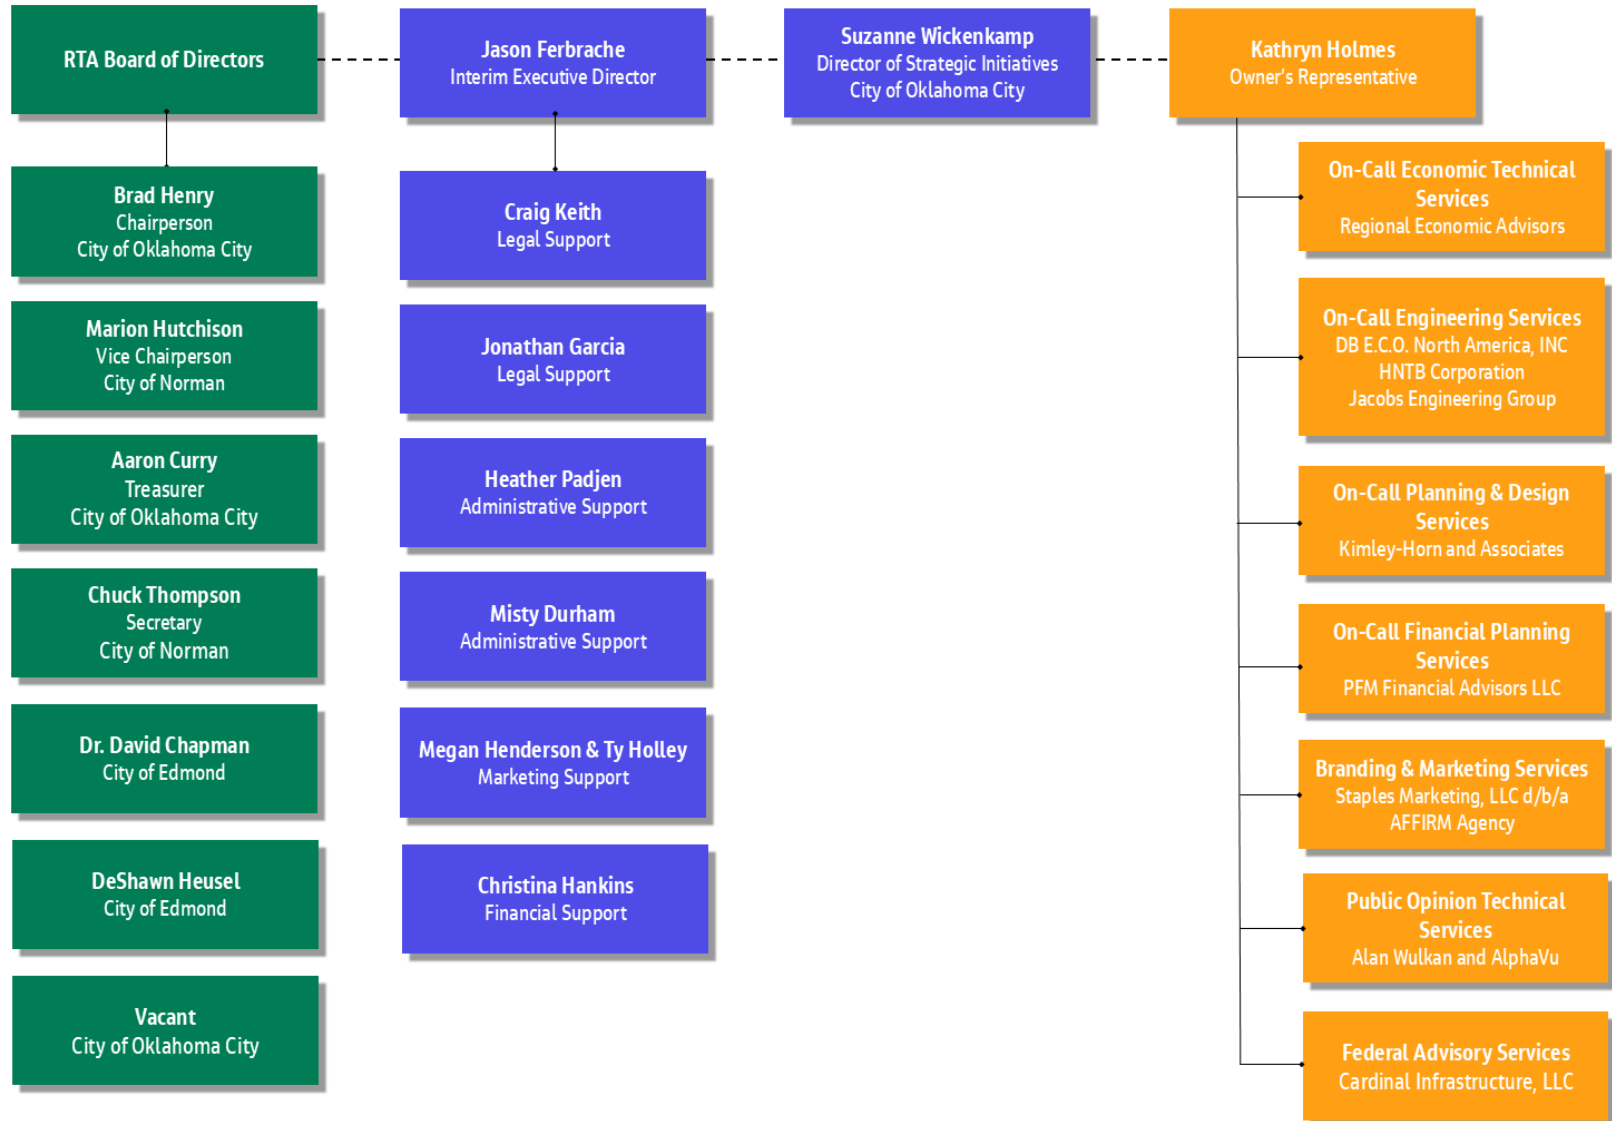 RTA Board of Directors
Brad Henry
Chairperson
City of Oklahoma City
Marion Hutchison
Vice Chairperson
City of Norman
Aaron Curry
Treasurer
City of Oklahoma City
Chuck Thompson
Secretary
City of Norman
Dr. David Chapman
City of Edmond
DeShawn Heusel
City of Edmond
Vacant
City of Oklahoma City
Jason Ferbrache
Interim Executive Director
Craig Keith
Legal Support
Jonathan Garcia
Legal Support
Heather Padjen
Administrative Support
Misty Durham
Administrative Support
Megan Henderson & Ty Holley
Marketing Support
Christina Hankins
Financial Support
Suzanne Wickenkamp
Director of Strategic Initiatives
City of Oklahoma City
Kathryn Holmes
Owner's Representative
On-Call Economic Technical
Services
Regional Economic Advisors
On-Call Engineering Services
DB E.C.O. North America, INC
HNTB Corporation
Jacobs Engineering Group
On-Call Planning & Design
Services
Kimley-Horn and Associates
On-Call Financial Planning
Services
PFM Financial Advisors LLC
Branding & Marketing Services
Staples Marketing, LLC d/b/a
AFFIRM Agency
Public Opinion Technical
Services
Alan Wulkan and AlphaVu
Federal Advisory Services
Cardinal Infrastructure, LLC